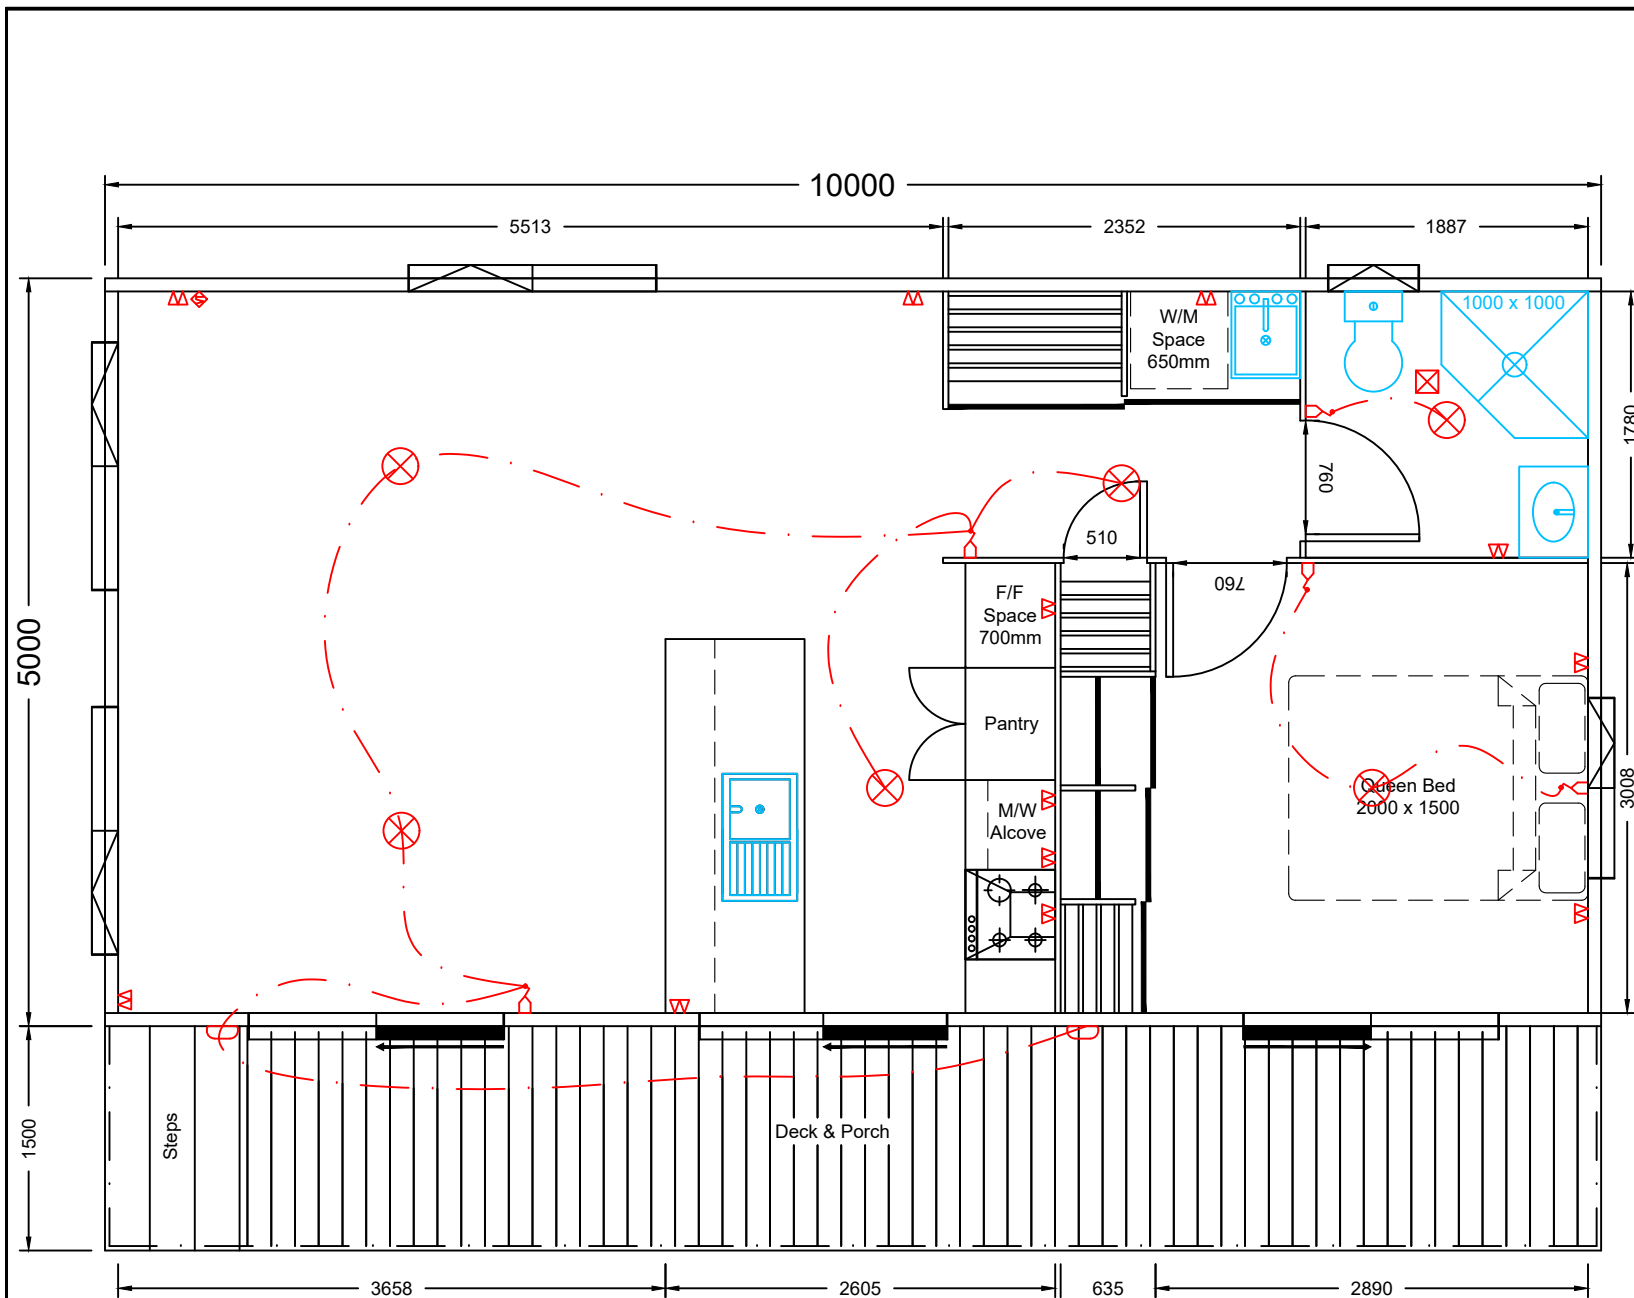 10000
5513
2352
1887
1000 x 1000
W/M
Space
650mm
1780
760
510
760
F/F
Space
700mm
5000
Pantry
Queen Bed
2000 x 1500
3008
M/W
Alcove
1500
Steps
Deck & Porch
3658
2605
635
2890